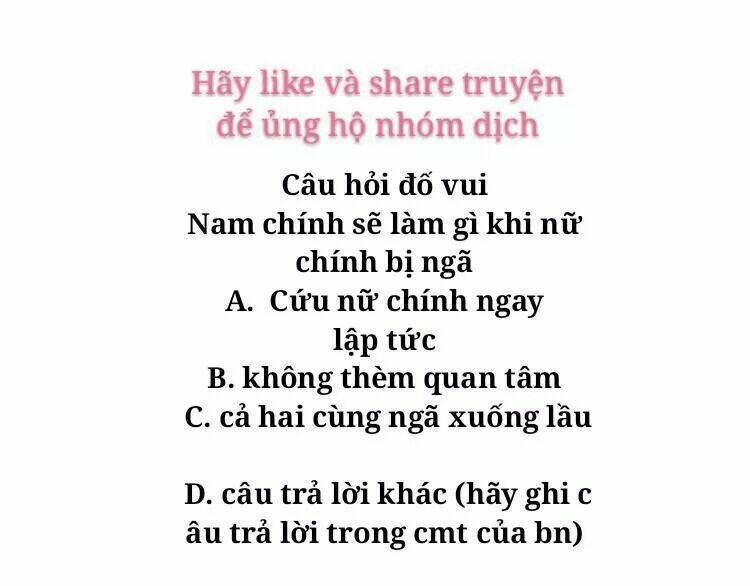 Hãy like và share truyện
để ủng hộ nhóm dịch
Câu hỏi đố vui
Nam chính sẽ làm gì khi nữ
chính bị ngã
A. Cứu nữ chính ngay
lập tức
B. không thèm quan tâm
C. cả hai cùng ngã xuống lầu
D. câu trả lời khác (hãy ghi c
âu trả lời trong cmt của bn)